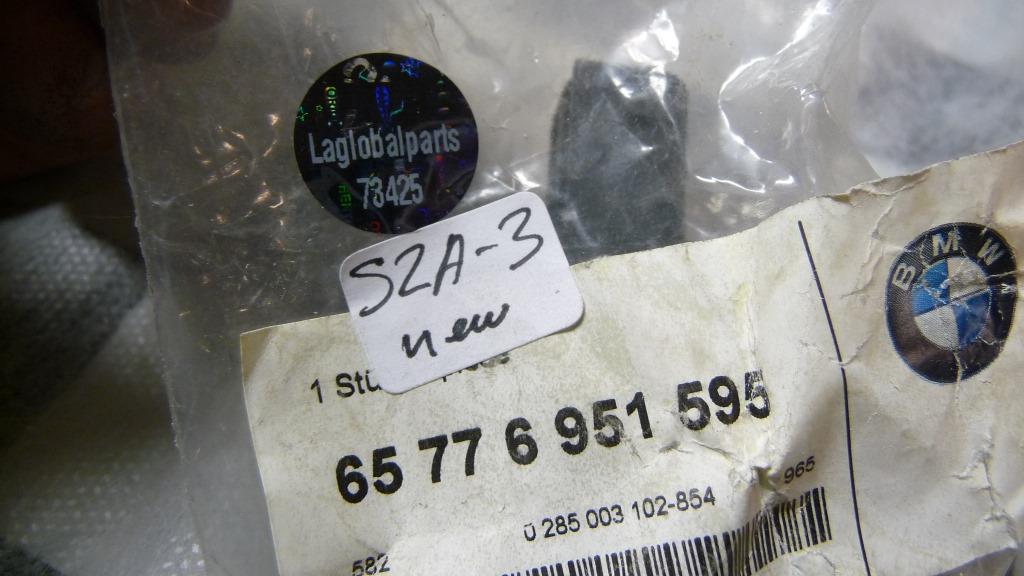 Laglobalparts
73425
S2A-3
new
1 Stü
65 77 6 951 595
965
0 285 003 102-854
582
BMW